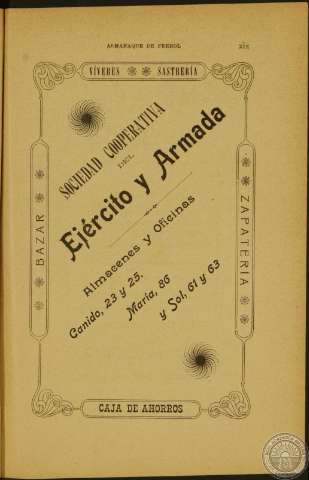 ALMANAQUE DE FERROL
XIX
VÍVERES
SASTRERÍA
BAZAR
SOCIEDAD COOPERATIVA
DEL
Ejército y Armada
Almacenes y Oficinas
Canido, 23 y 25.
María, 86
y Sol, 61 y 63
ZAPATERÍA
CAJA DE AHORROS